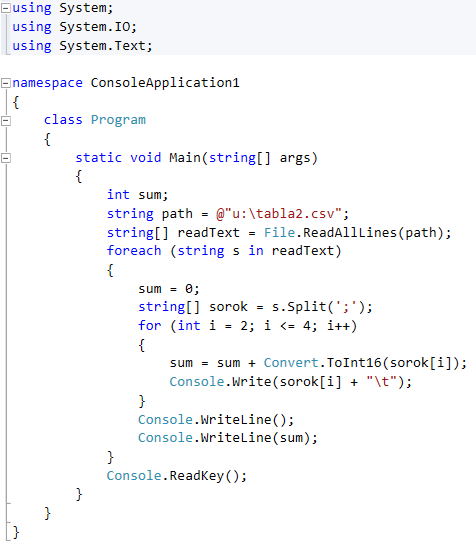 using System;
using System.IO;
using System.Text;
namespace ConsoleApplication1
{
class Program
{
static void Main(string[] args)
{
int sum;
string path = @"u:\tabla2.csv";
string[] readText = File.ReadAllLines(path);
foreach (string s in readText)
{
sum = 0;
string[] sorok = s.Split(';');
for (int i = 2; i <= 4; i++)
{
sum = sum + Convert.ToInt16(sorok[i]);
Console.Write(sorok[i] + "\t");
}
Console.WriteLine();
Console.WriteLine(sum);
}
Console.ReadKey();
}
}
}